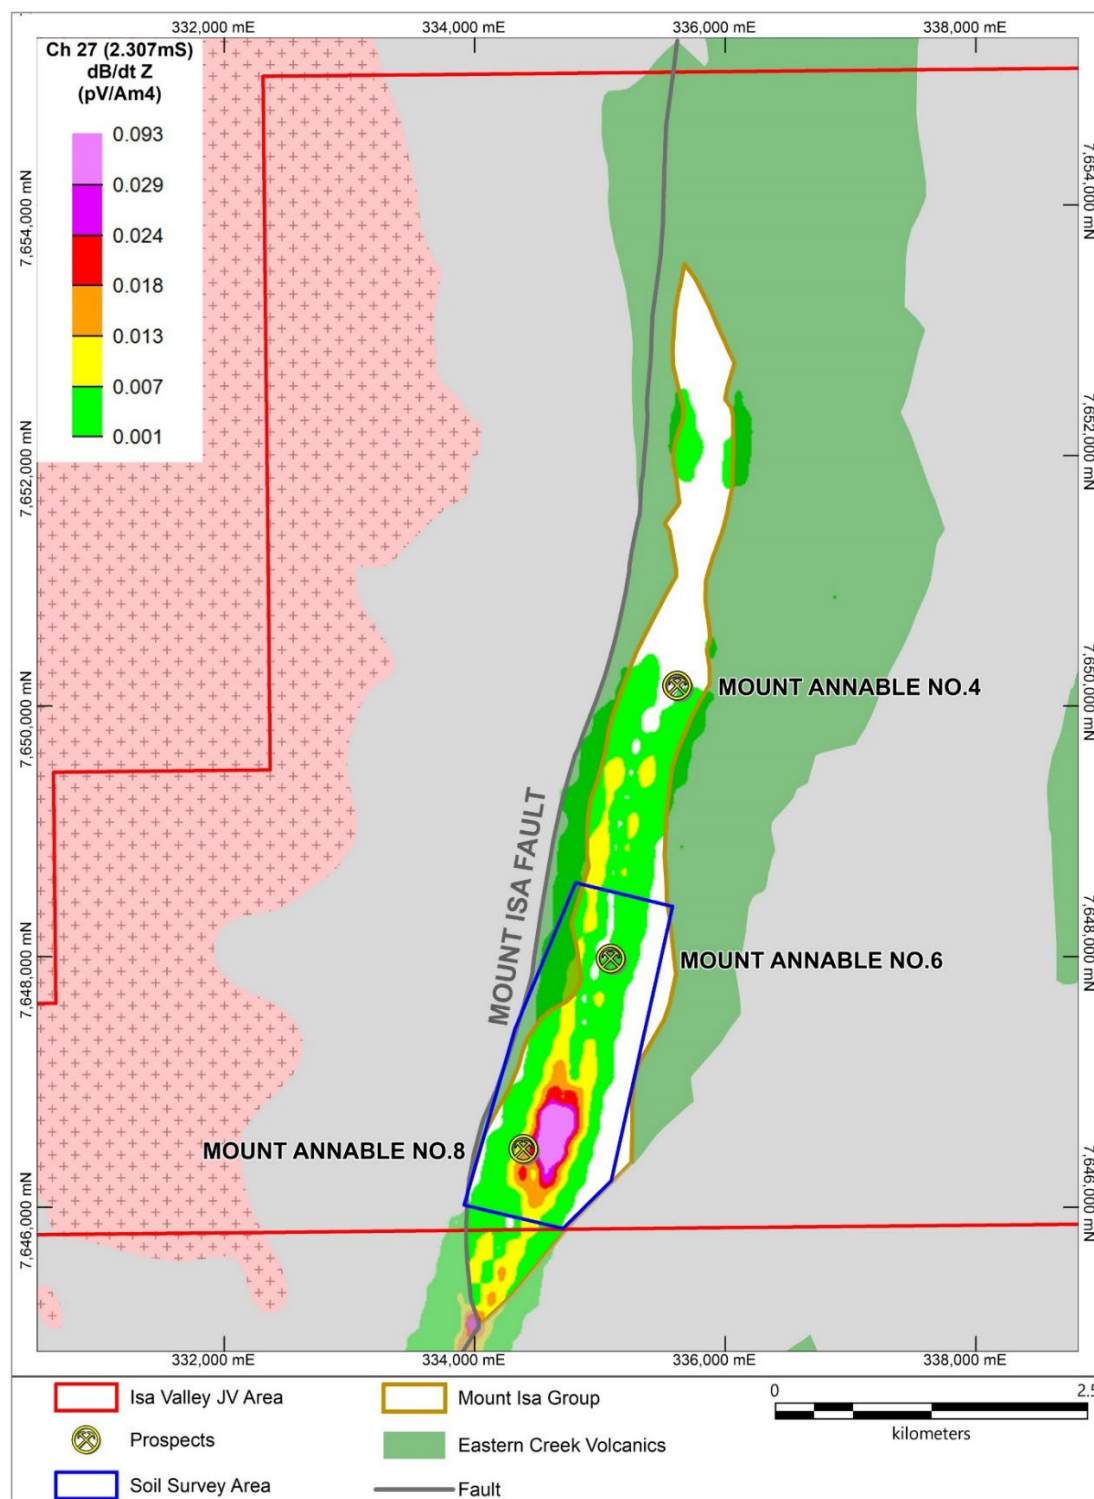 332,000 mE
334,000 mE
336,000 mE
338,000 mE
Ch 27 (2.307mS)
dB/dt Z
(pV/Am4)
0.093
0.029
0.024
0.018
0.013
0.007
0.001
7,654,000 mN
7,654,000 mN
7,652,000 mN
7,652,000 mN
7,650,000 mN
7,650,000 mN
MOUNT ANNABLE NO.4
MOUNT ISA FAULT
7,648,000 mN
7,648,000 mN
MOUNT ANNABLE NO.6
MOUNT ANNABLE NO.8
7,646,000 mN
7,646,000 mN
332,000 mE
334,000 mE
336,000 mE
338,000 mE
Isa Valley JV Area
Prospects
Soil Survey Area
Mount Isa Group
Eastern Creek Volcanics
Fault
0
2.5
kilometers